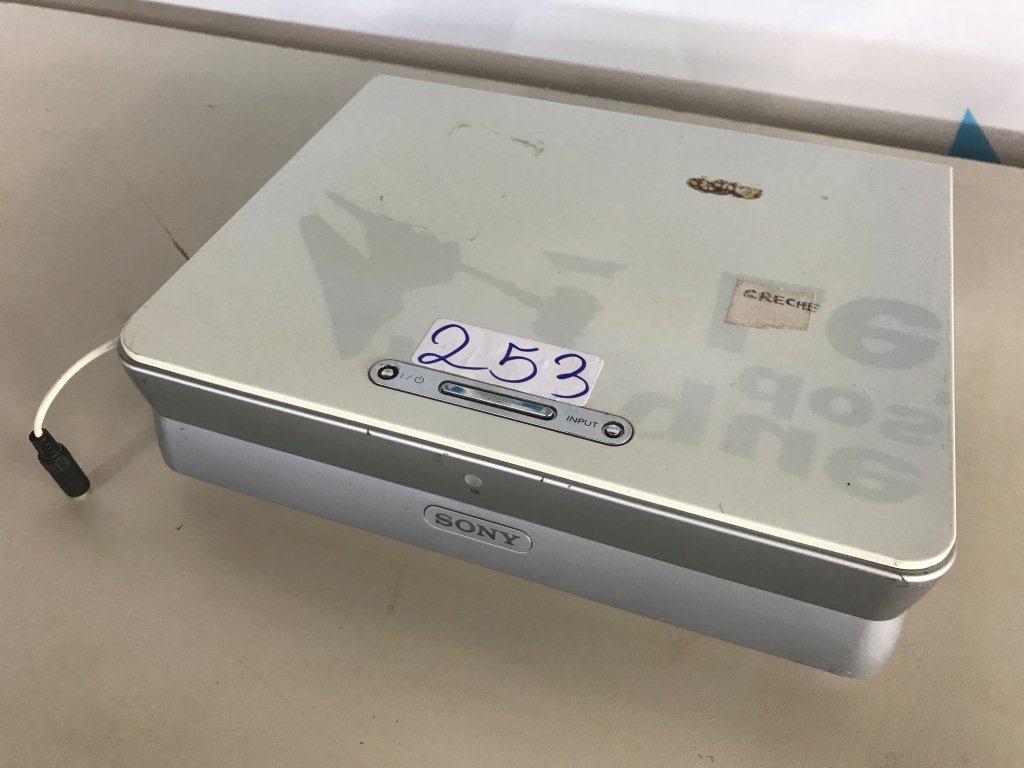 GRECHE
253
I/⏻
INPUT
SONY